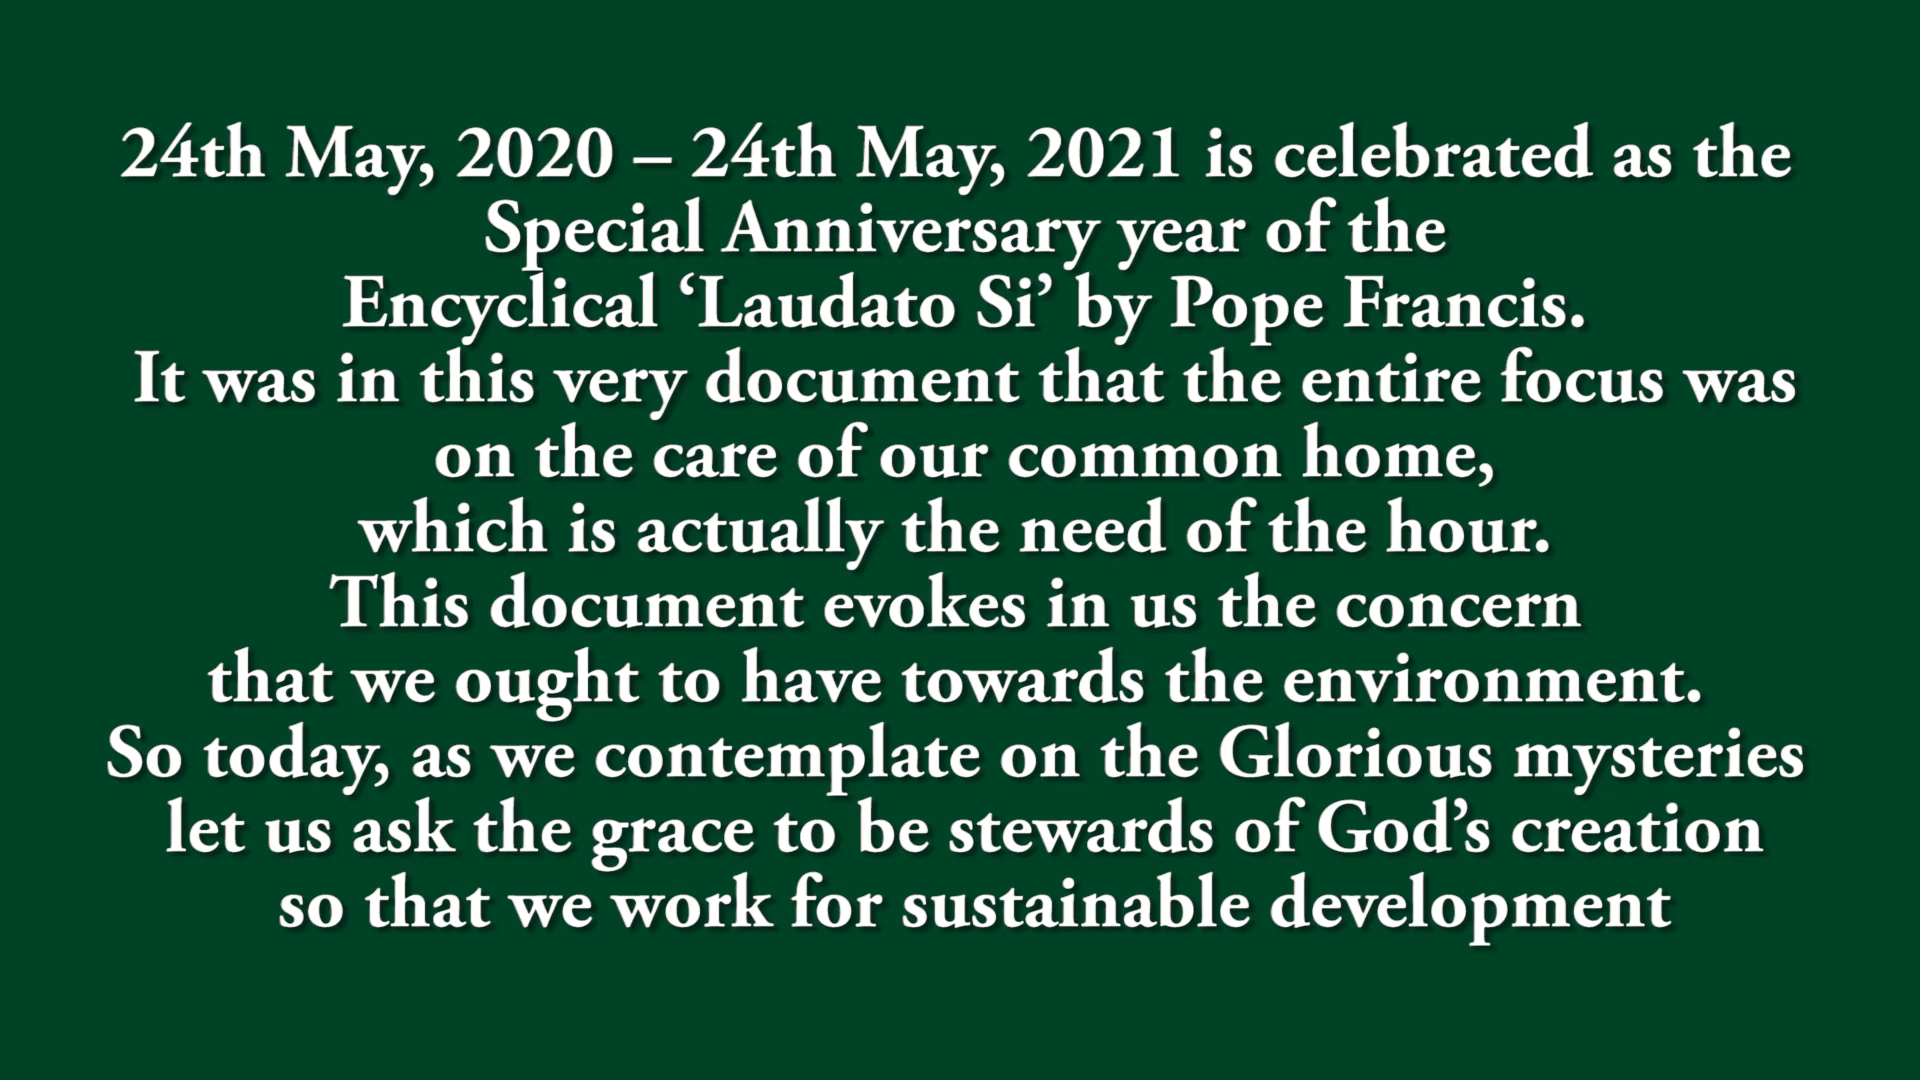 24th May, 2020 – 24th May, 2021 is celebrated as the
Special Anniversary year of the
Encyclical ‘Laudato Si’ by Pope Francis.
It was in this very document that the entire focus was
on the care of our common home,
which is actually the need of the hour.
This document evokes in us the concern
that we ought to have towards the environment.
So today, as we contemplate on the Glorious mysteries
let us ask the grace to be stewards of God’s creation
so that we work for sustainable development